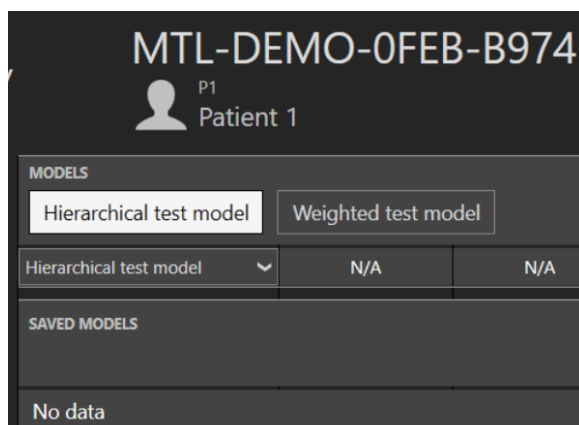 MTL-DEMO-0FEB-B974
P1
Patient 1
MODELS
Hierarchical test model
Weighted test model
Hierarchical test model
N/A
N/A
SAVED MODELS
No data